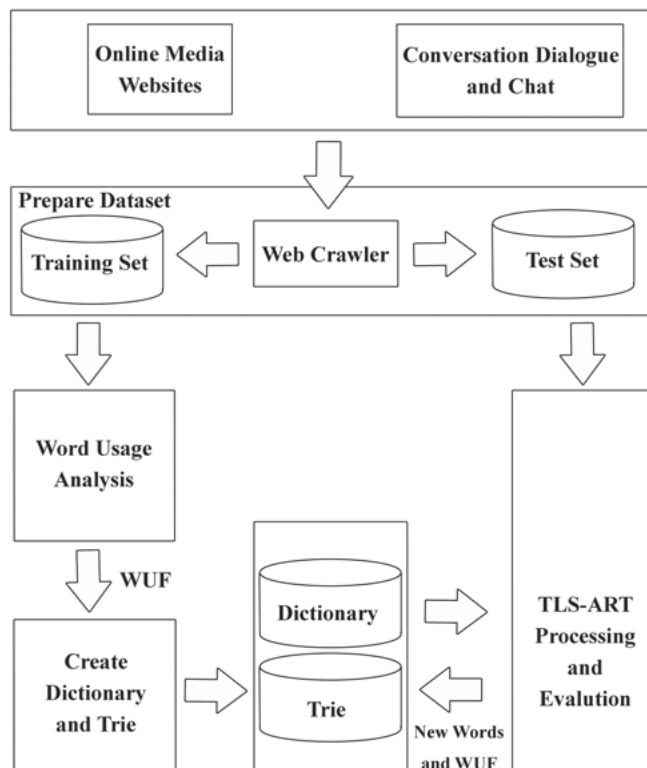 Online Media
Websites
Conversation Dialogue
and Chat
Prepare Dataset
Training Set
Web Crawler
Test Set
Word Usage
Analysis
WUF
Create
Dictionary
and Trie
Dictionary
Trie
New Words
and WUF
TLS-ART
Processing
and
Evalution